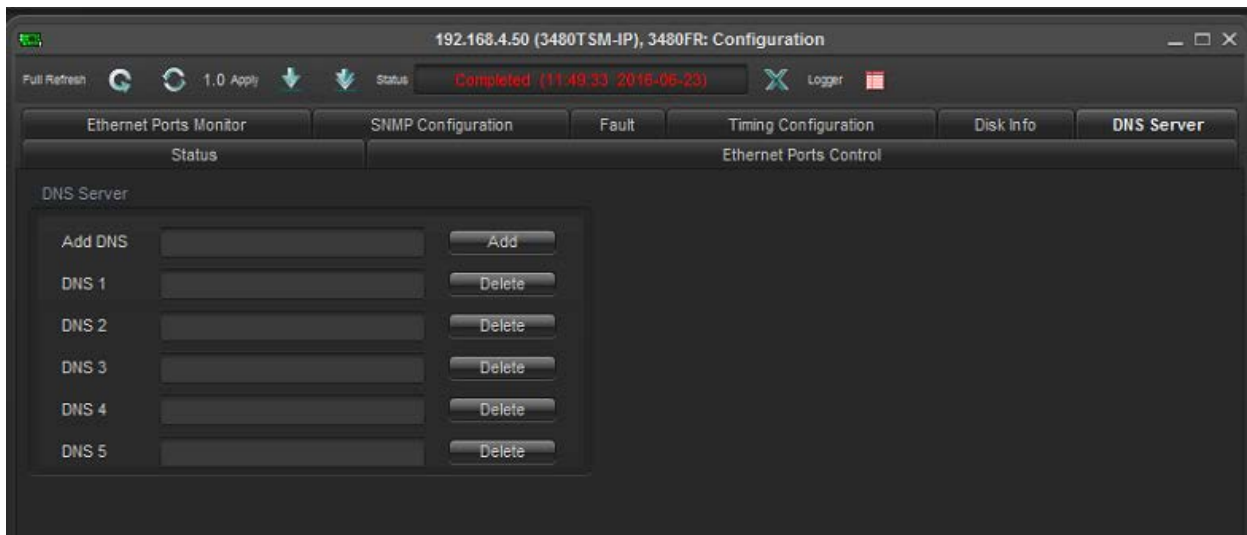 192.168.4.50 (3480TSM-IP), 3480FR: Configuration
Full Refresh 1.0 Apply Status Completed (11:49:33 2016-06-23) Logger
Ethernet Ports Monitor SNMP Configuration Fault Timing Configuration Disk Info DNS Server
Status Ethernet Ports Control
DNS Server
Add DNS Add
DNS 1 Delete
DNS 2 Delete
DNS 3 Delete
DNS 4 Delete
DNS 5 Delete